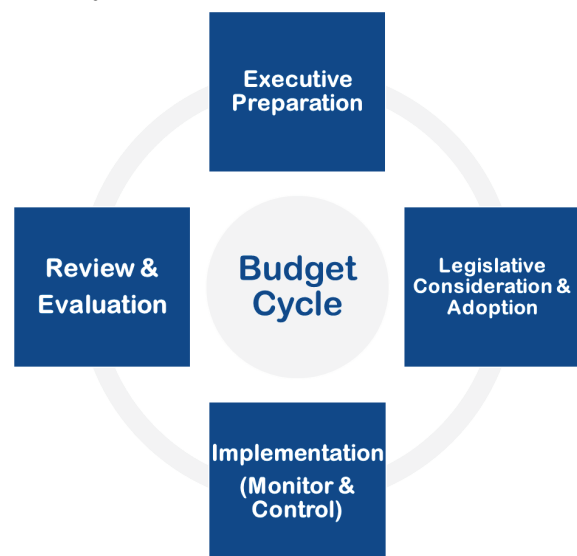 Executive
Preparation
Review &
Evaluation
Budget
Cycle
Legislative
Consideration &
Adoption
Implementation
(Monitor &
Control)